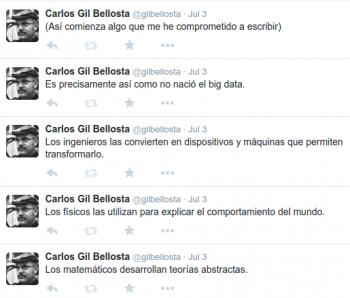 Carlos Gil Bellosta @gilbellosta · Jul 3
(Así comienza algo que me he comprometido a escribir)
Carlos Gil Bellosta @gilbellosta · Jul 3
Es precisamente así como no nació el big data.
Carlos Gil Bellosta @gilbellosta · Jul 3
Los ingenieros las convierten en dispositivos y máquinas que permiten
transformarlo.
Carlos Gil Bellosta @gilbellosta · Jul 3
Los físicos las utilizan para explicar el comportamiento del mundo.
Carlos Gil Bellosta @gilbellosta · Jul 3
Los matemáticos desarrollan teorías abstractas.